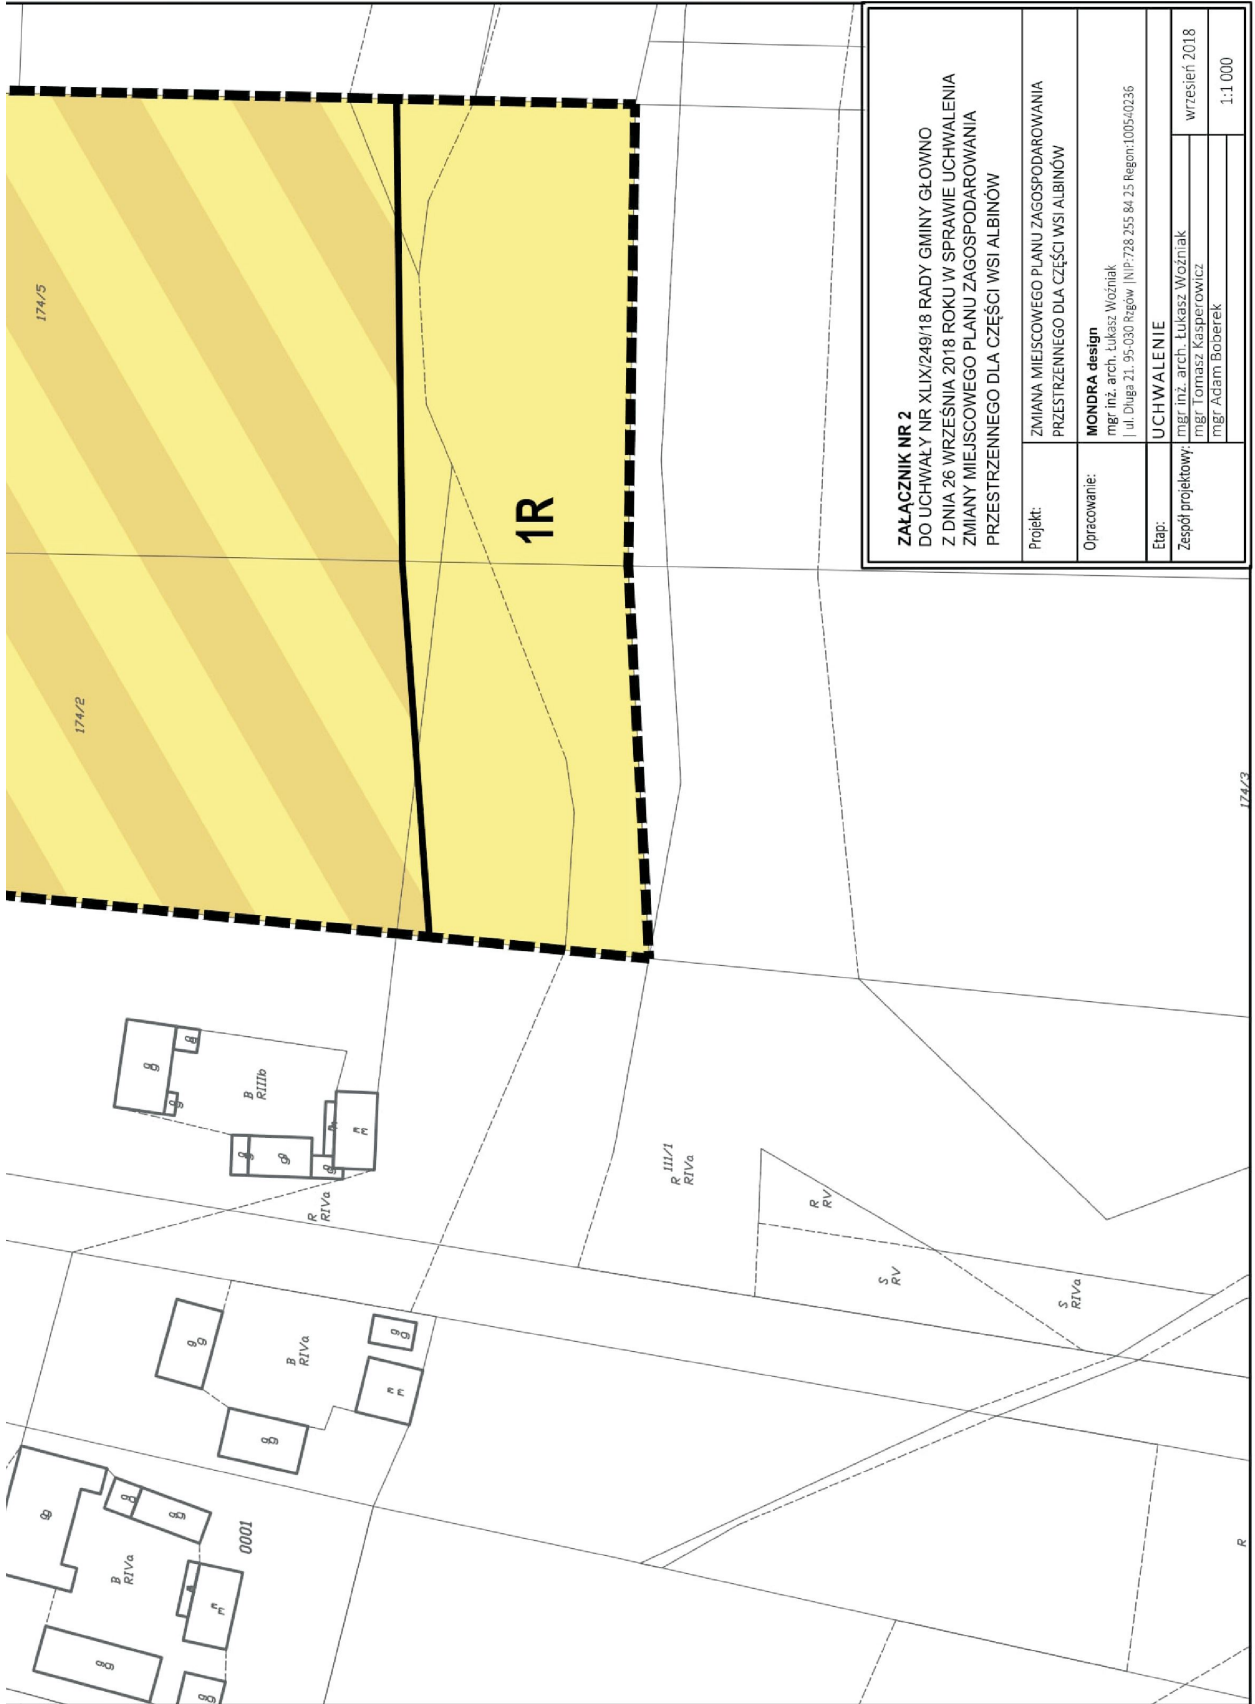 174/5
174/2
1R
174/3
ZAŁĄCZNIK NR 2
DO UCHWAŁY NR XLIX/249/18 RADY GMINY GŁOWNO
Z DNIA 26 WRZEŚNIA 2018 ROKU W SPRAWIE UCHWALENIA
ZMIANY MIEJSCOWEGO PLANU ZAGOSPODAROWANIA
PRZESTRZENNEGO DLA CZĘŚCI WSI ALBINÓW
Projekt:
ZMIANA MIEJSCOWEGO PLANU ZAGOSPODAROWANIA
PRZESTRZENNEGO DLA CZĘŚCI WSI ALBINÓW
Opracowanie:
MONDRA design
mgr inż. arch. Łukasz Woźniak
| ul. Długa 21. 95-030 Rzgów |NIP:728 255 84 25 Regon:100540236
Etap:
UCHWALENIE
Zespół projektowy:
mgr inż. arch. Łukasz Woźniak
mgr Tomasz Kasperowicz
mgr Adam Boberek
wrzesień 2018
1:1 000
B
RIIIb
R
RIVa
111/1
R
RIVa
R
RV
S
RV
S
RIVa
B
RIVa
B
RIVa
0001
R